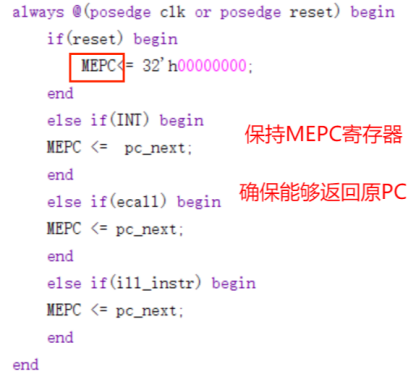 always @(posedge clk or posedge reset) begin
if(reset) begin
MEPC<= 32'h00000000;
end
else if(INT) begin
保持MEPC寄存器
MEPC <= pc_next;
end
确保能够返回原PC
else if(ecall) begin
MEPC <= pc_next;
end
else if(ill_instr) begin
MEPC <= pc_next;
end
end